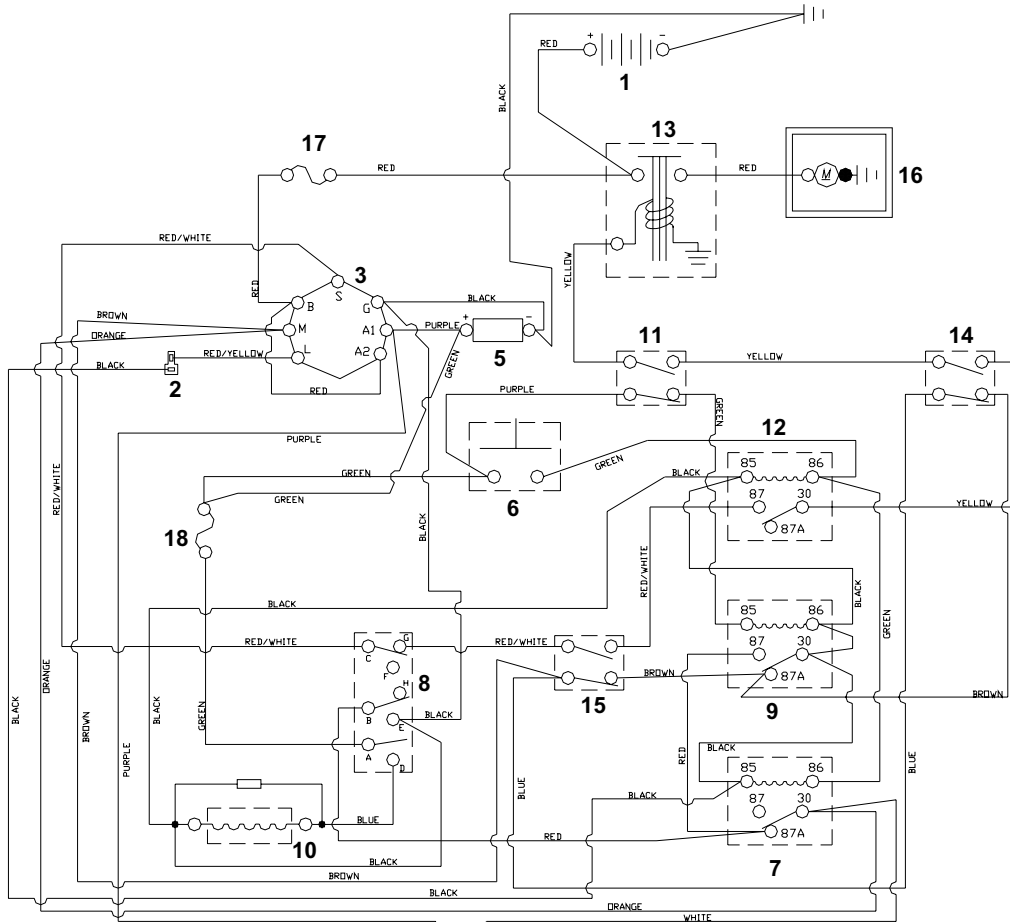 + -
RED
1
BLACK
13
17
RED
RED
M
16
RED/WHITE
3
S
RED
B
G
BLACK
YELLOW
BROWN
M
A1
PURPLE
+ -
ORANGE
11
14
L
A2
RED/YELLOW
GREEN
5
YELLOW
BLACK
2
RED
PURPLE
GREEN
12
PURPLE
GREEN
GREEN
BLACK
85 86
6
RED/WHITE
GREEN
87 30
YELLOW
BLACK
87A
18
RED/WHITE
BLACK
BLACK
85 86
GREEN
RED/WHITE
G
RED/WHITE
C
87 30
F
8
BROWN
ORANGE
H
87A
BROWN
BLACK
BLACK
B
15
9
BROWN
GREEN
E
BLACK
A
PURPLE
RED
BLACK
BLUE
D
85 86
BLUE
BLACK
87 30
BLUE
RED
87A
10
BLACK
7
BROWN
BLACK
ORANGE
WHITE